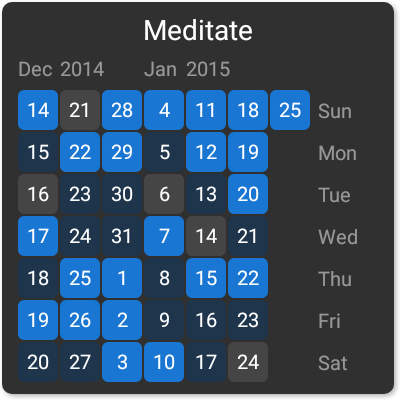 Meditate
Dec 2014 Jan 2015
14 21 28 4 11 18 25 Sun
15 22 29 5 12 19 Mon
16 23 30 6 13 20 Tue
17 24 31 7 14 21 Wed
18 25 1 8 15 22 Thu
19 26 2 9 16 23 Fri
20 27 3 10 17 24 Sat